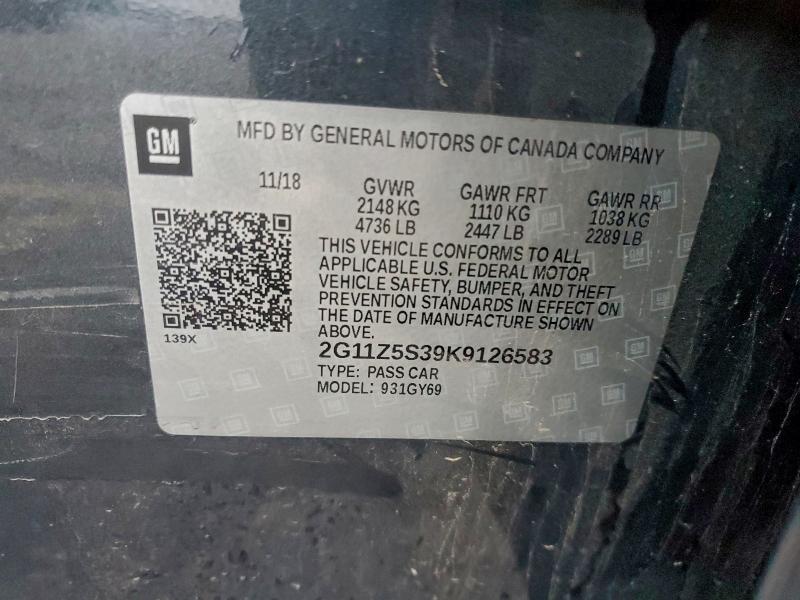 GM
MFD BY GENERAL MOTORS OF CANADA COMPANY
11/18 GVWR GAWR FRT GAWR RR
2148 KG 1110 KG 1038 KG
4736 LB 2447 LB 2289 LB
THIS VEHICLE CONFORMS TO ALL
APPLICABLE U.S. FEDERAL MOTOR
VEHICLE SAFETY, BUMPER, AND THEFT
PREVENTION STANDARDS IN EFFECT ON
THE DATE OF MANUFACTURE SHOWN
ABOVE.
139X
2G11Z5S39K9126583
TYPE: PASS CAR
MODEL: 931GY69